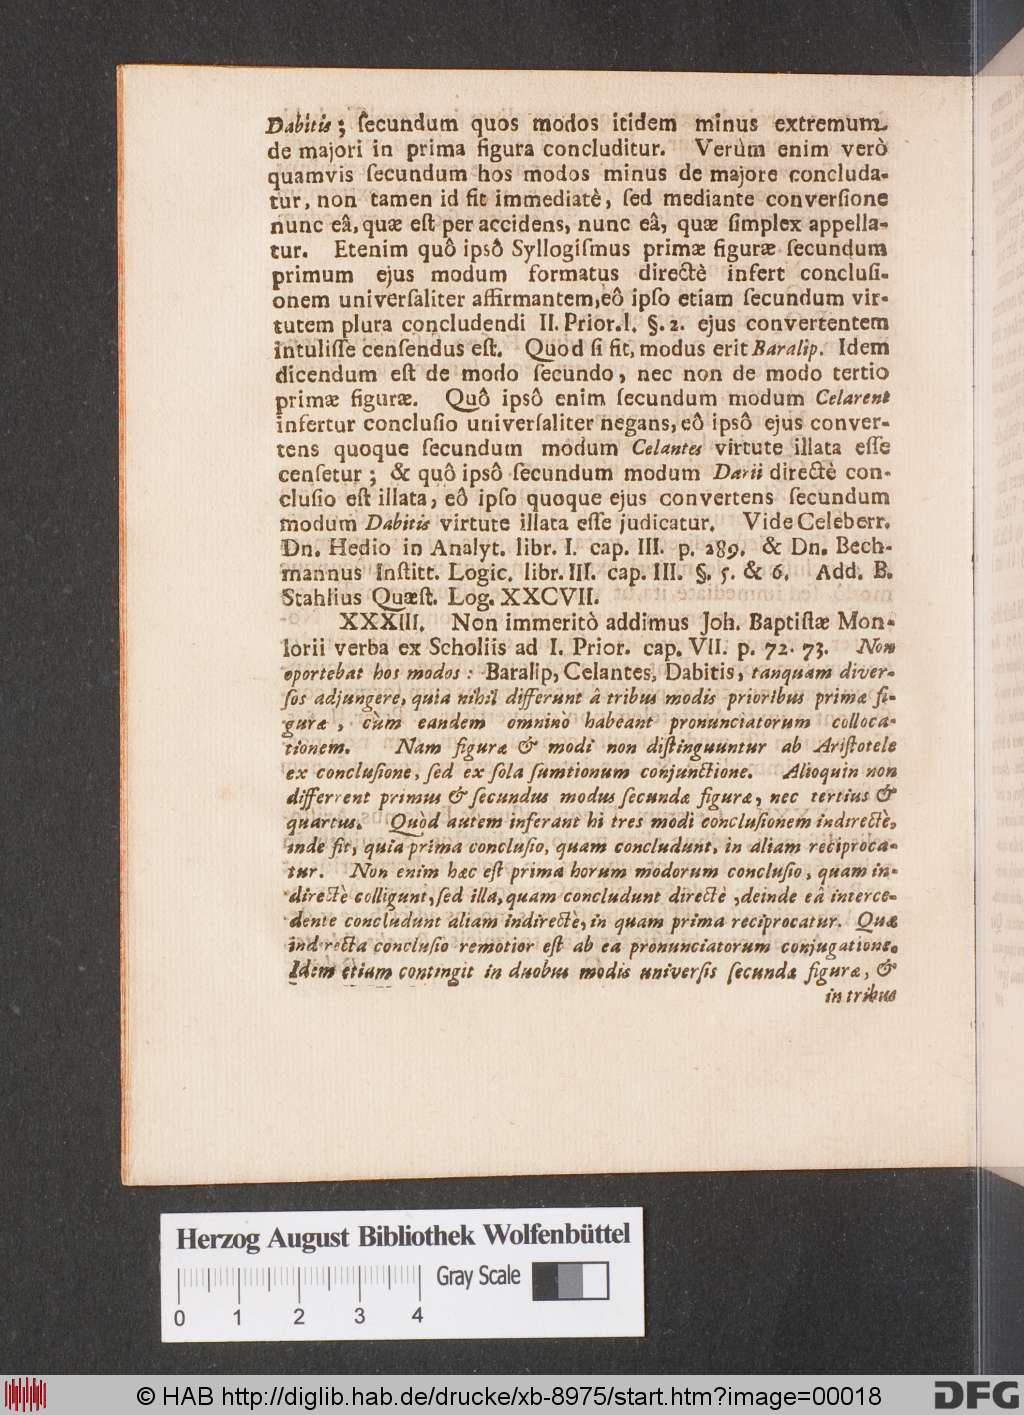 Dabitis; ſecundum quos modos itidem minus extremum
de majori in prima figura concluditur. Verùm enim verò
quamvis ſecundum hos modos minus de majore concluda-
tur, non tamen id fit immediatè, ſed mediante converſione
nunc eâ, quæ eſt per accidens, nunc eâ, quæ ſimplex appella-
tur. Etenim quô ipsô Syllogiſmus primæ figuræ ſecundum
primum ejus modum formatus directè infert concluſi-
onem univerſaliter affirmantem, eô ipſo etiam ſecundum vir-
tutem plura concludendi II. Prior. I. §. 2. ejus convertentem
intuliſſe cenſendus eſt. Quod ſi fit, modus erit Baralip. Idem
dicendum eſt de modo ſecundo, nec non de modo tertio
primæ figuræ. Quô ipsô enim ſecundum modum Celarent
infertur concluſio univerſaliter negans, eô ipsô ejus conver-
tens quoque ſecundum modum Celantes virtute illata eſſe
cenſetur; & quô ipsô ſecundum modum Darii directè con-
cluſio eſt illata, eô ipſo quoque ejus convertens ſecundum
modum Dabitis virtute illata eſſe judicatur. Vide Celeberr.
Dn. Hedio in Analyt. libr. I. cap. III. p. 289. & Dn. Bech-
mannus Inſtitt. Logic. libr. III. cap. III. §. 5. & 6. Add. B.
Stahlius Quæſt. Log. XXCVII.
XXXIII. Non immeritò addimus Joh. Baptiſtæ Mon-
lorii verba ex Scholiis ad I. Prior. cap. VII. p. 72. 73. Non
oportebat hos modos: Baralip, Celantes, Dabitis, tanquam diver-
ſos adjungere, quia nihil differunt â tribus modis prioribus primæ fi-
guræ, cùm eandem omnino habeant pronunciatorum colloca-
tionem. Nam figuræ & modi non diſtinguuntur ab Ariſtotele
ex concluſione, ſed ex ſola ſumtionum conjunctione. Alioquin non
differrent primus & ſecundus modus ſecundæ figuræ, nec tertius &
quartus. Quòd autem inferant hi tres modi concluſionem indirectè,
inde fit, quia prima concluſio, quam concludunt, in aliam reciproca-
tur. Non enim hæc eſt prima horum modorum concluſio, quam in-
directè colligunt, ſed illa, quam concludunt directè, deinde eâ interce-
dente concludunt aliam indirectè, in quam prima reciprocatur. Quæ
indirecta concluſio remotior eſt ab ea pronunciatorum conjugatione.
Idem etiam contingit in duobus modis univerſis ſecundæ figuræ, &
in tribus
Herzog August Bibliothek Wolfenbüttel
Gray Scale
0 1 2 3 4
© HAB http://diglib.hab.de/drucke/xb-8975/start.htm?image=00018
DFG